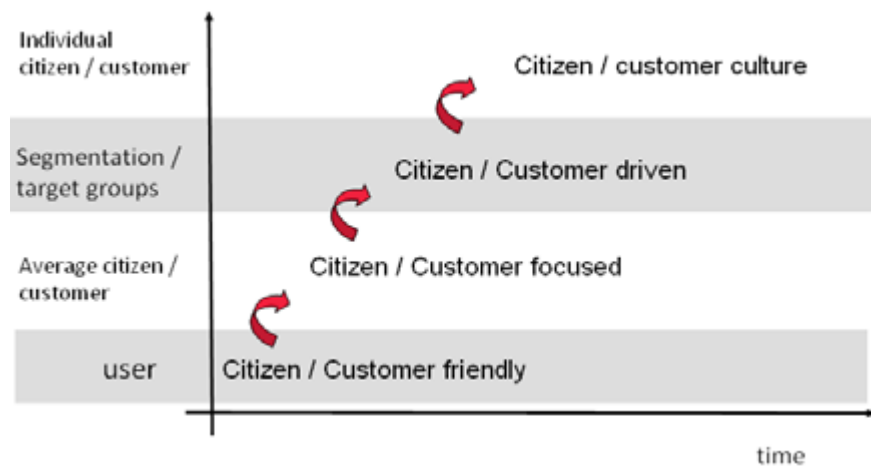 Individual
citizen / customer
Citizen / customer culture
Segmentation /
target groups
Citizen / Customer driven
Average citizen /
customer
Citizen / Customer focused
user
Citizen / Customer friendly
time